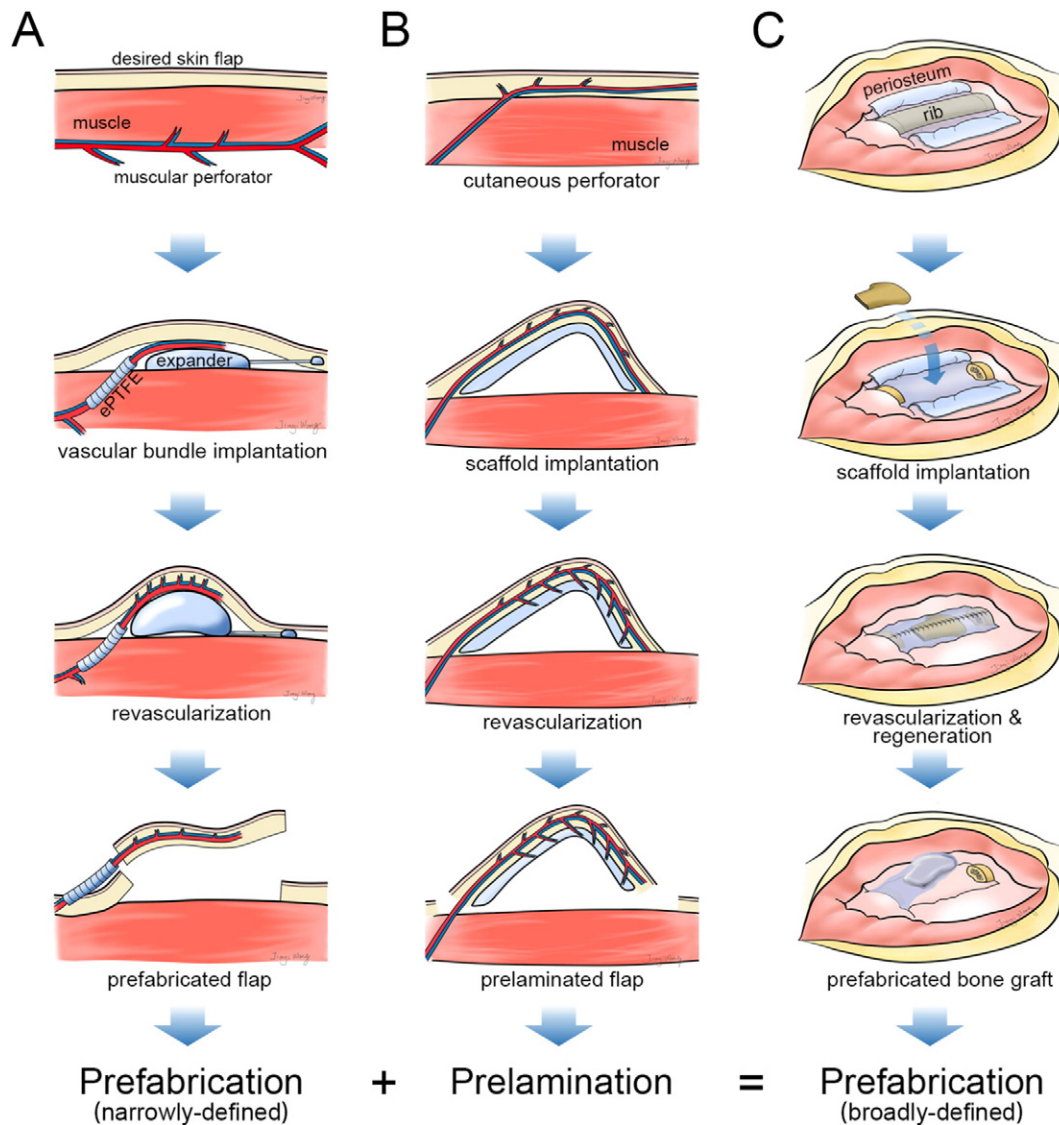 A
desired skin flap
muscle
muscular perforator
expander
ePTFE
vascular bundle implantation
revascularization
prefabricated flap
Prefabrication
(narrowly-defined)
+
B
muscle
cutaneous perforator
scaffold implantation
revascularization
prelaminated flap
Prelamination
=
C
periosteum
rib
scaffold implantation
revascularization &
regeneration
prefabricated bone graft
Prefabrication
(broadly-defined)